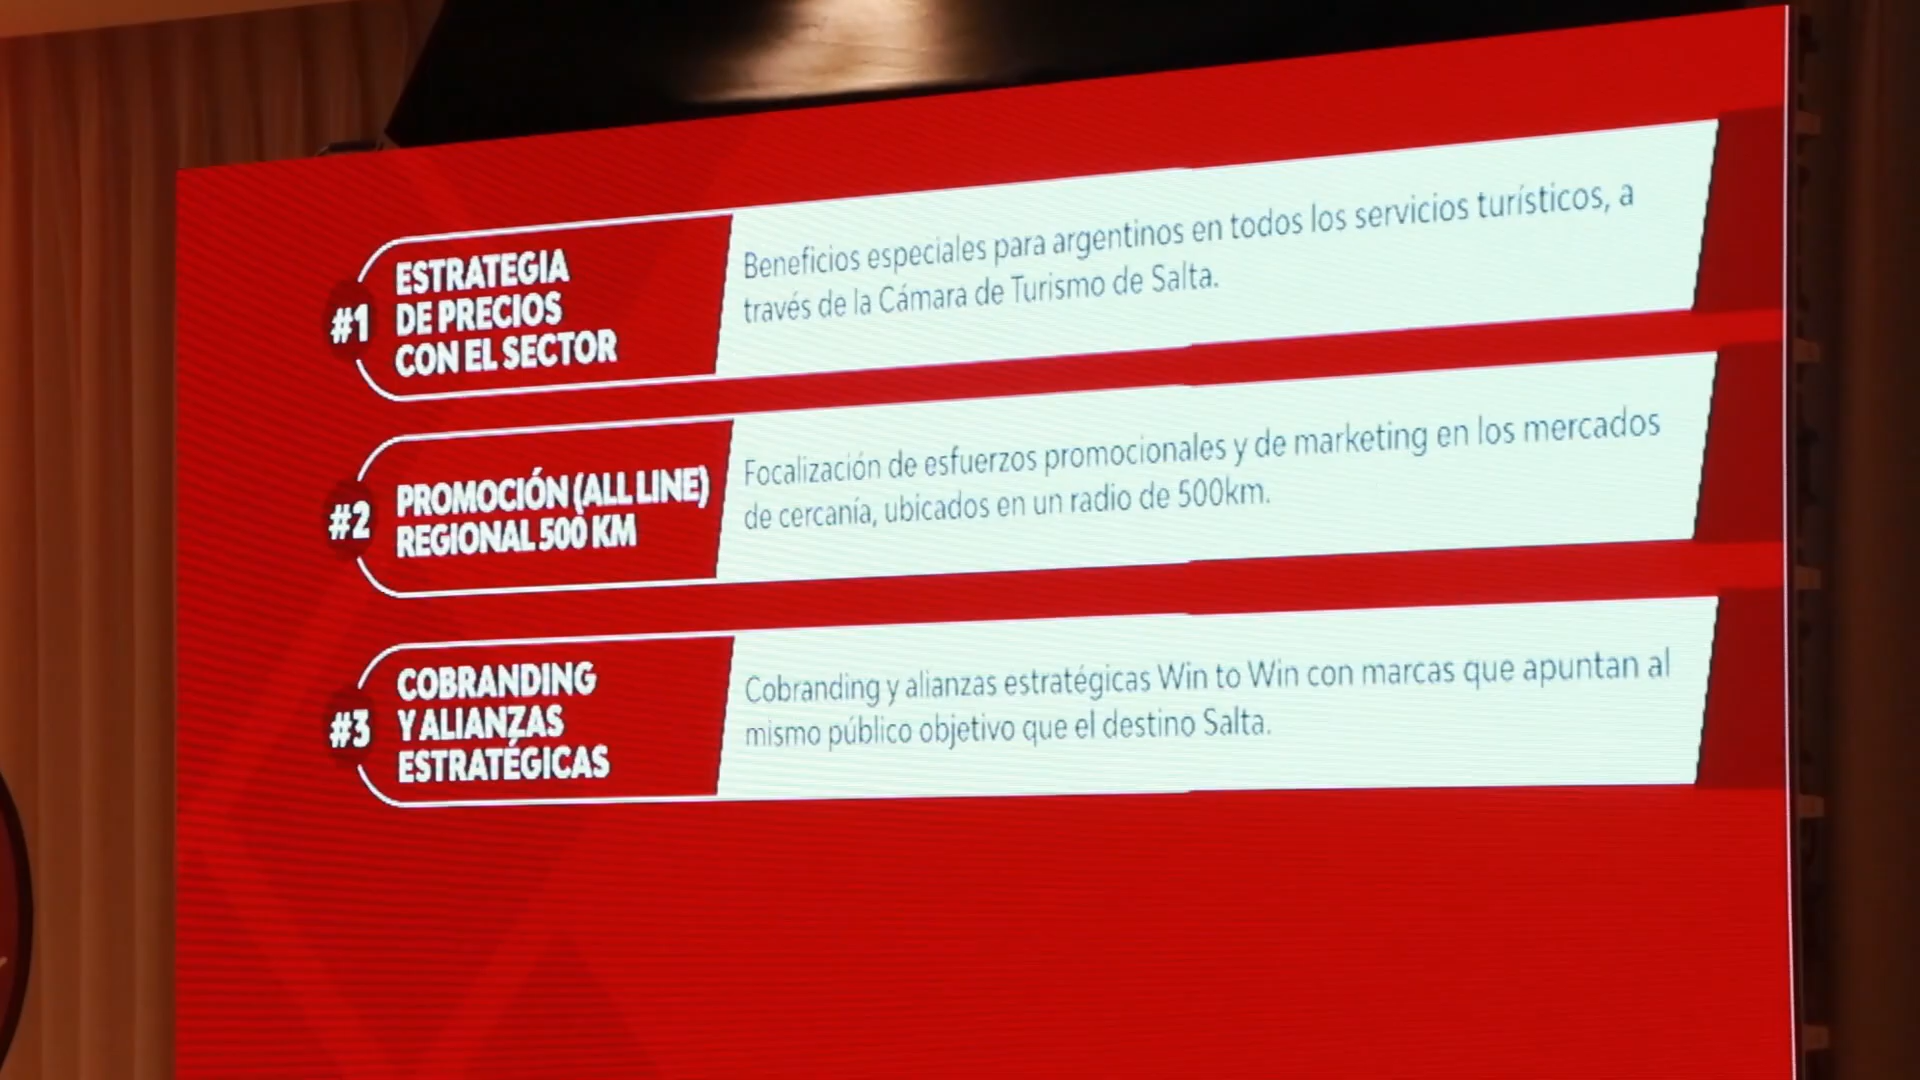 #1
ESTRATEGIA
DE PRECIOS
CON EL SECTOR
Beneficios especiales para argentinos en todos los servicios turísticos, a
través de la Cámara de Turismo de Salta.
#2
PROMOCIÓN (ALL LINE)
REGIONAL 500 KM
Focalización de esfuerzos promocionales y de marketing en los mercados
de cercanía, ubicados en un radio de 500km.
#3
COBRANDING
Y ALIANZAS
ESTRATÉGICAS
Cobranding y alianzas estratégicas Win to Win con marcas que apuntan al
mismo público objetivo que el destino Salta.